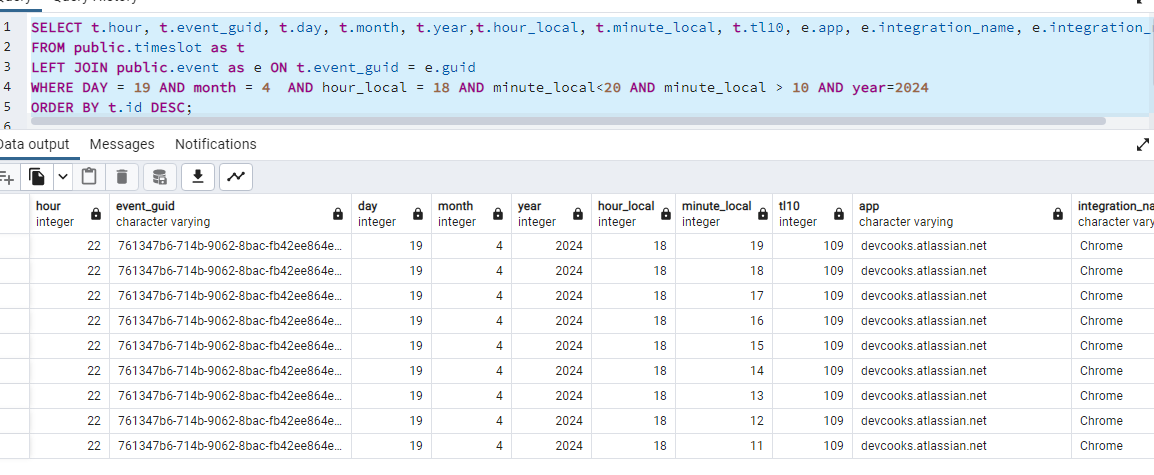 Query History
1 SELECT t.hour, t.event_guid, t.day, t.month, t.year,t.hour_local, t.minute_local, t.tl10, e.app, e.integration_name, e.integration_
2 FROM public.timeslot as t
3 LEFT JOIN public.event as e ON t.event_guid = e.guid
4 WHERE DAY = 19 AND month = 4  AND hour_local = 18 AND minute_local<20 AND minute_local > 10 AND year=2024
5 ORDER BY t.id DESC;
6
Data output Messages Notifications
hour event_guid day month year hour_local minute_local tl10 app integration_na
integer character varying integer integer integer integer integer integer character varying character vary
22 761347b6-714b-9062-8bac-fb42ee864e... 19 4 2024 18 19 109 devcooks.atlassian.net Chrome
22 761347b6-714b-9062-8bac-fb42ee864e... 19 4 2024 18 18 109 devcooks.atlassian.net Chrome
22 761347b6-714b-9062-8bac-fb42ee864e... 19 4 2024 18 17 109 devcooks.atlassian.net Chrome
22 761347b6-714b-9062-8bac-fb42ee864e... 19 4 2024 18 16 109 devcooks.atlassian.net Chrome
22 761347b6-714b-9062-8bac-fb42ee864e... 19 4 2024 18 15 109 devcooks.atlassian.net Chrome
22 761347b6-714b-9062-8bac-fb42ee864e... 19 4 2024 18 14 109 devcooks.atlassian.net Chrome
22 761347b6-714b-9062-8bac-fb42ee864e... 19 4 2024 18 13 109 devcooks.atlassian.net Chrome
22 761347b6-714b-9062-8bac-fb42ee864e... 19 4 2024 18 12 109 devcooks.atlassian.net Chrome
22 761347b6-714b-9062-8bac-fb42ee864e... 19 4 2024 18 11 109 devcooks.atlassian.net Chrome